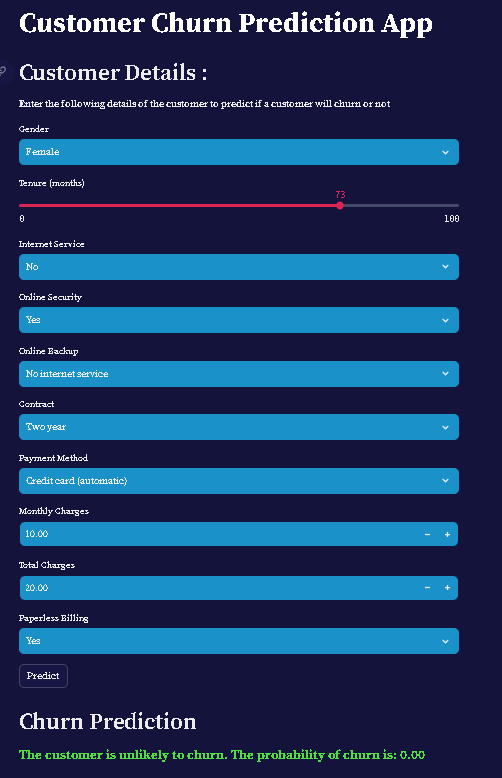 Customer Churn Prediction App
Customer Details :
Enter the following details of the customer to predict if a customer will churn or not
Gender
Female
Tenure (months)
73
0 100
Internet Service
No
Online Security
Yes
Online Backup
No internet service
Contract
Two year
Payment Method
Credit card (automatic)
Monthly Charges
10.00 − +
Total Charges
20.00 − +
Paperless Billing
Yes
Predict
Churn Prediction
The customer is unlikely to churn. The probability of churn is: 0.00